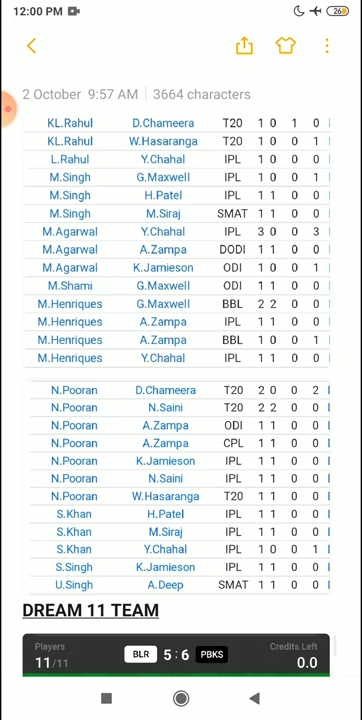 12:00 PM 26
2 October 9:57 AM | 3664 characters
KL.Rahul D.Chameera T20 1 0 1 0
KL.Rahul W.Hasaranga T20 1 0 0 1
L.Rahul Y.Chahal IPL 1 0 0 0
M.Singh G.Maxwell IPL 1 0 0 1
M.Singh H.Patel IPL 1 1 0 0
M.Singh M.Siraj SMAT 1 1 0 0
M.Agarwal Y.Chahal IPL 3 0 0 3
M.Agarwal A.Zampa DODI 1 1 0 0
M.Agarwal K.Jamieson ODI 1 0 0 1
M.Shami G.Maxwell ODI 1 1 0 0
M.Henriques G.Maxwell BBL 2 2 0 0
M.Henriques A.Zampa IPL 1 1 0 0
M.Henriques A.Zampa BBL 1 0 0 1
M.Henriques Y.Chahal IPL 1 1 0 0
N.Pooran D.Chameera T20 2 0 0 2
N.Pooran N.Saini T20 2 2 0 0
N.Pooran A.Zampa ODI 1 1 0 0
N.Pooran A.Zampa CPL 1 1 0 0
N.Pooran K.Jamieson IPL 1 1 0 0
N.Pooran N.Saini IPL 1 1 0 0
N.Pooran W.Hasaranga T20 1 1 0 0
S.Khan H.Patel IPL 1 1 0 0
S.Khan M.Siraj IPL 1 1 0 0
S.Khan Y.Chahal IPL 1 0 0 1
S.Singh K.Jamieson IPL 1 1 0 0
U.Singh A.Deep SMAT 1 1 0 0
DREAM 11 TEAM
Players Credits Left
11/11 BLR 5 : 6 PBKS 0.0